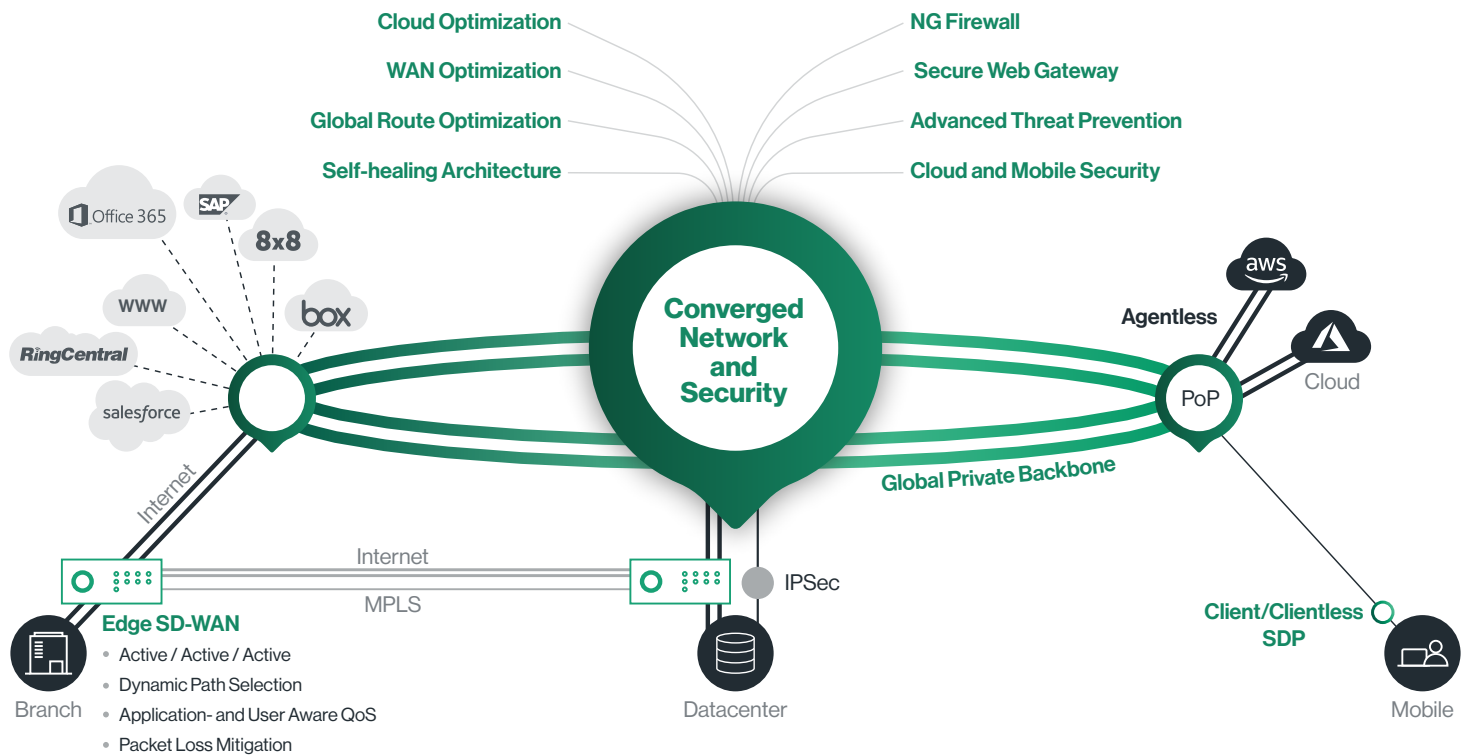 Cloud Optimization
WAN Optimization
Global Route Optimization
Self-healing Architecture
NG Firewall
Secure Web Gateway
Advanced Threat Prevention
Cloud and Mobile Security
Office 365
SAP
8x8
www
box
RingCentral
salesforce
Converged
Network
and
Security
Agentless
aws
Cloud
PoP
Global Private Backbone
Internet
Internet
MPLS
IPSec
Edge SD-WAN
• Active / Active / Active
• Dynamic Path Selection
• Application- and User Aware QoS
• Packet Loss Mitigation
Branch
Datacenter
Client/Clientless
SDP
Mobile